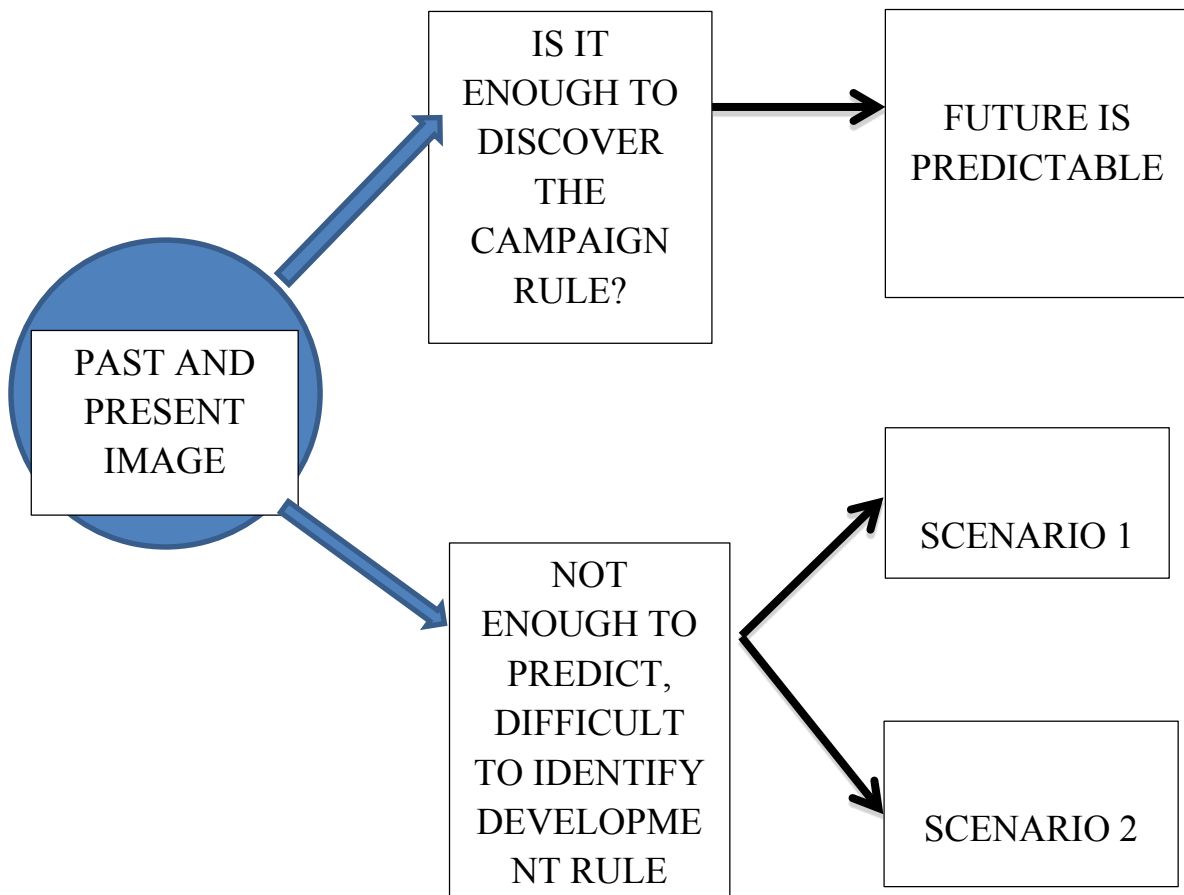 IS IT
ENOUGH TO
DISCOVER
THE
CAMPAIGN
RULE?
FUTURE IS
PREDICTABLE
PAST AND
PRESENT
IMAGE
NOT
ENOUGH TO
PREDICT,
DIFFICULT
TO IDENTIFY
DEVELOPME
NT RULE
SCENARIO 1
SCENARIO 2